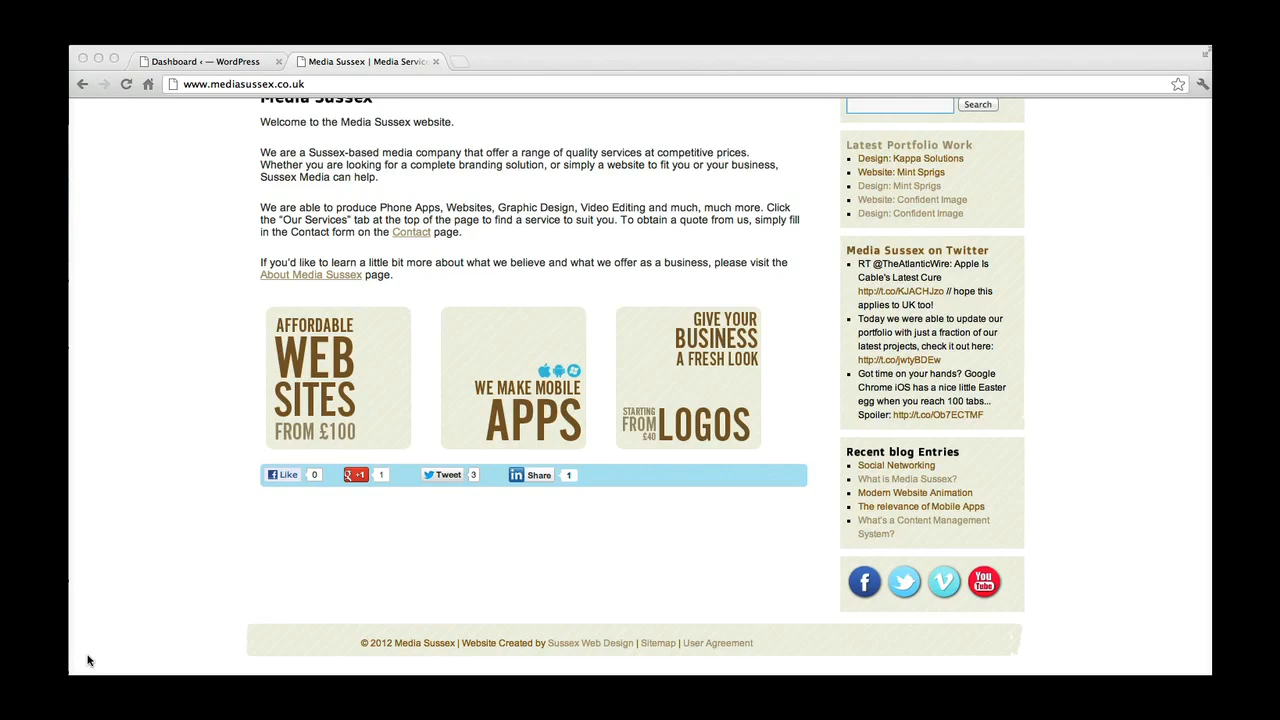 Dashboard ‹ — WordPress
Media Sussex | Media Servic
www.mediasussex.co.uk
Media Sussex
Welcome to the Media Sussex website.
We are a Sussex-based media company that offer a range of quality services at competitive prices.
Whether you are looking for a complete branding solution, or simply a website to fit you or your business,
Sussex Media can help.
We are able to produce Phone Apps, Websites, Graphic Design, Video Editing and much, much more. Click
the "Our Services" tab at the top of the page to find a service to suit you. To obtain a quote from us, simply fill
in the Contact form on the Contact page.
If you'd like to learn a little bit more about what we believe and what we offer as a business, please visit the
About Media Sussex page.
AFFORDABLE
WEB
SITES
FROM £100
WE MAKE MOBILE
APPS
GIVE YOUR
BUSINESS
A FRESH LOOK
STARTING
FROM
£40
LOGOS
Like 0
+1 1
Tweet 3
in Share 1
Search
Latest Portfolio Work
Design: Kappa Solutions
Website: Mint Sprigs
Design: Mint Sprigs
Website: Confident Image
Design: Confident Image
Media Sussex on Twitter
RT @TheAtlanticWire: Apple Is
Cable's Latest Cure
http://t.co/KJACHJzo // hope this
applies to UK too!
Today we were able to update our
portfolio with just a fraction of our
latest projects, check it out here:
http://t.co/jwtyBDEw
Got time on your hands? Google
Chrome iOS has a nice little Easter
egg when you reach 100 tabs...
Spoiler: http://t.co/Ob7ECTMF
Recent blog Entries
Social Networking
What is Media Sussex?
Modern Website Animation
The relevance of Mobile Apps
What's a Content Management
System?
You
Tube
© 2012 Media Sussex | Website Created by Sussex Web Design | Sitemap | User Agreement